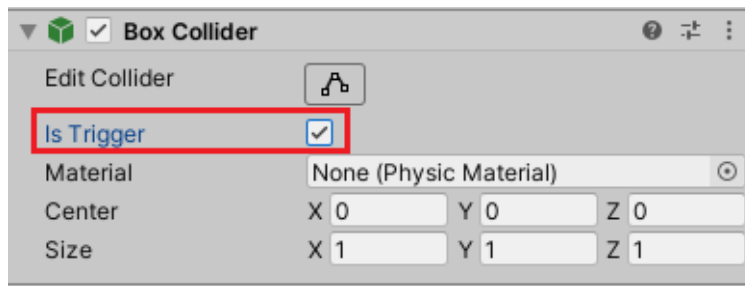 Box Collider
Edit Collider
Is Trigger
Material None (Physic Material)
Center X 0 Y 0 Z 0
Size X 1 Y 1 Z 1